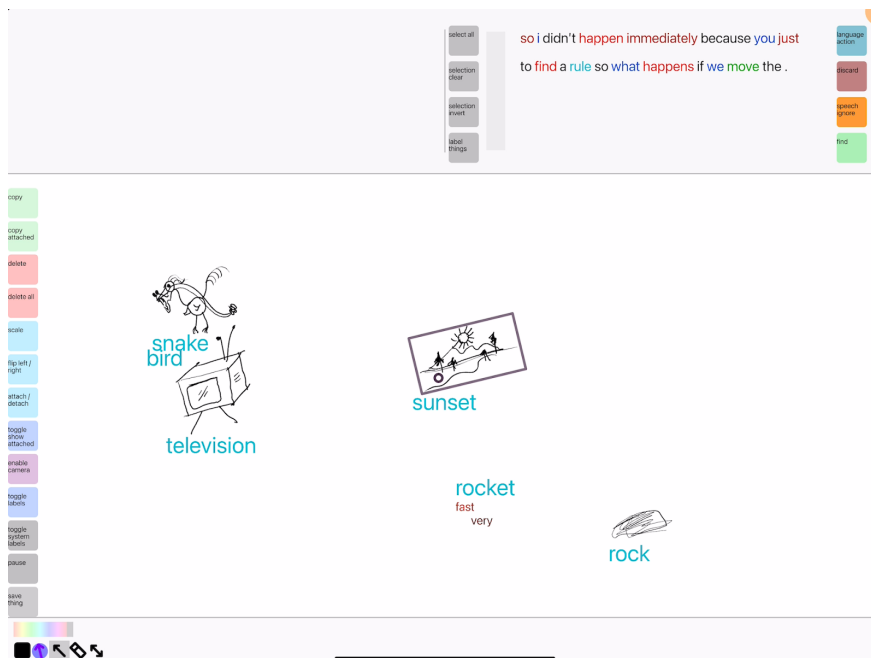 select all
selection
clear
selection
invert
label
things
so i didn't happen immediately because you just
to find a rule so what happens if we move the .
language
action
discard
speech
ignore
find
copy
copy
attached
delete
delete all
scale
flip left /
right
attach /
detach
toggle
show
attached
enable
camera
toggle
labels
toggle
system
labels
pause
save
thing
snake
bird
television
sunset
rocket
fast
very
rock